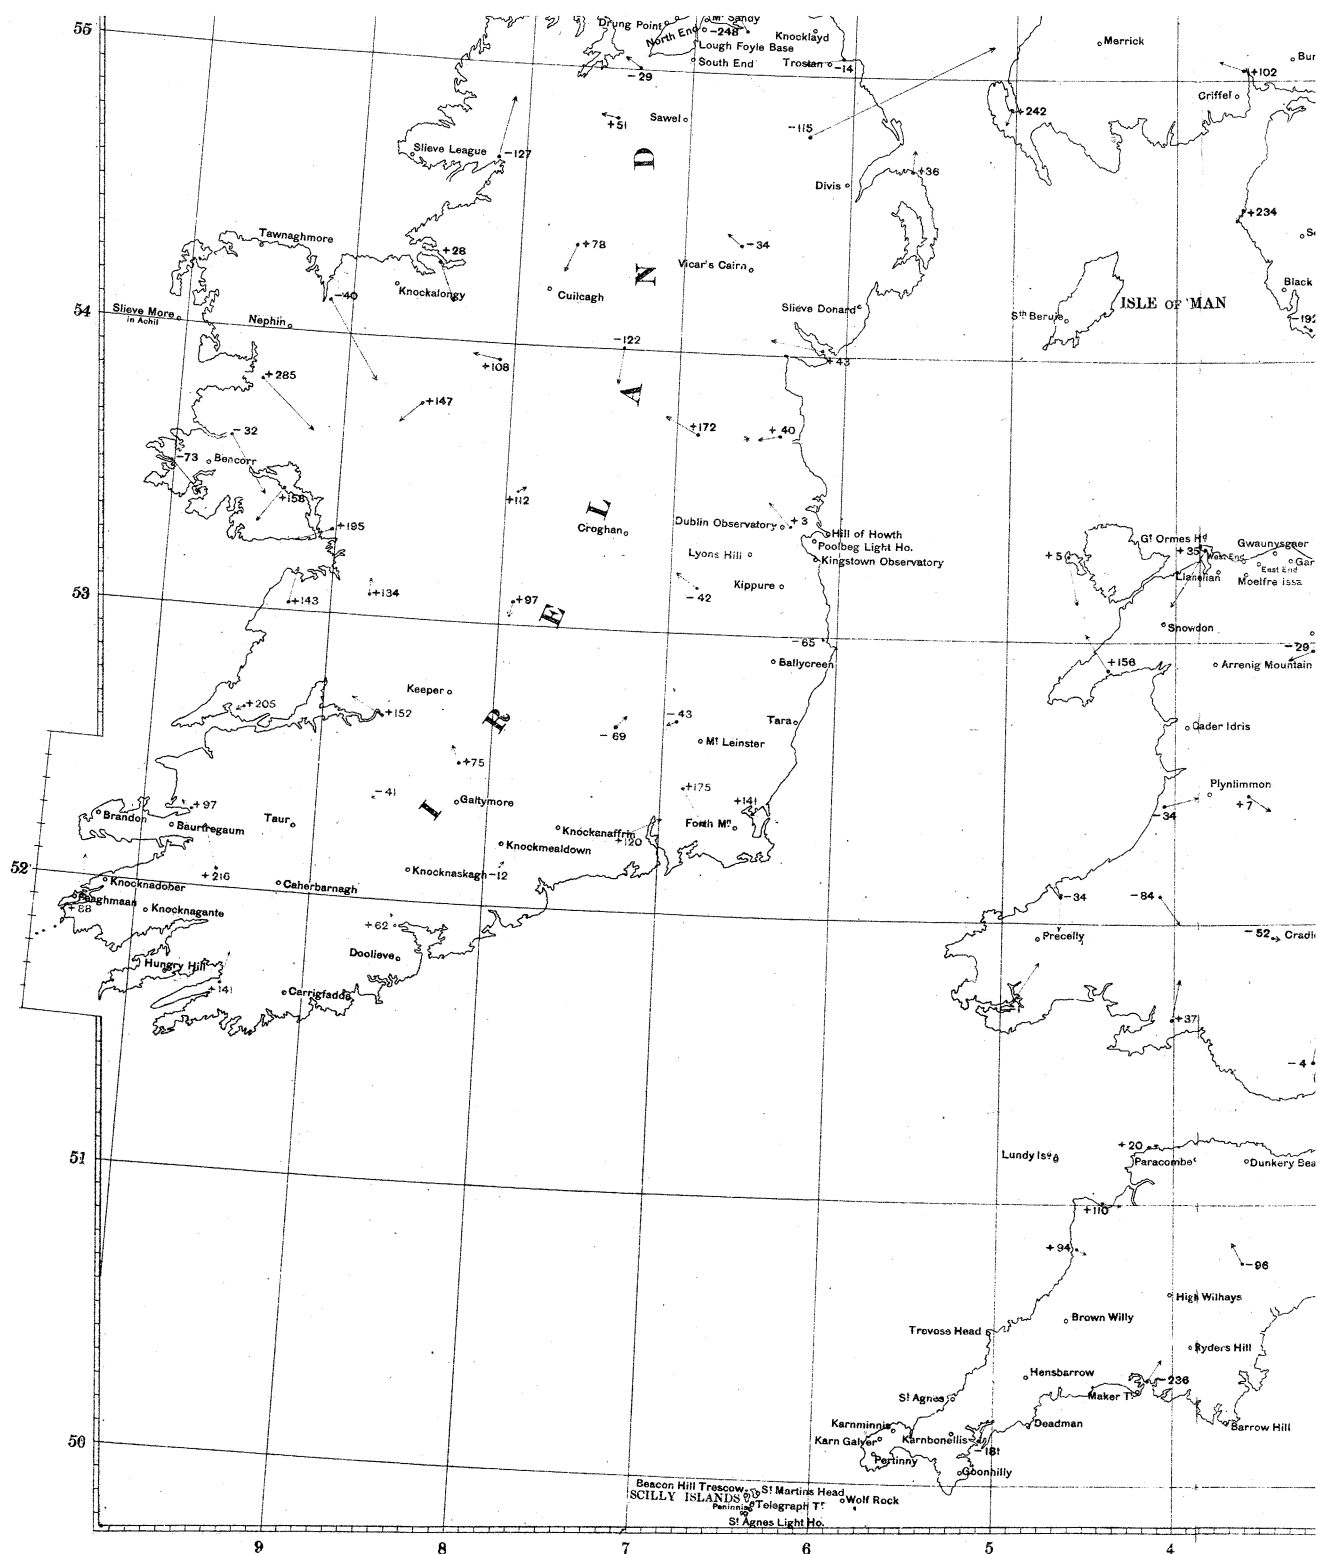 55
Drung Point
Mt Sandy
North End
-248
Knocklayd
Lough Foyle Base
South End
Trostan
-14
Merrick
-29
+102
Criffel
+51
Sawel
-115
+242
Slieve League
-127
D
Divis
+36
+234
Tawnaghmore
+28
+78
-34
Vicar's Cairn
N
Knockalongy
Cuilcagh
-40
Black
54
Slieve More
in Achil
Nephin
Slieve Donard
Sth Berule
ISLE OF MAN
-192
-122
+108
+43
+285
A
+147
+172
+40
-32
-73
Bencorr
+158
+112
L
+195
Croghan
Dublin Observatory
+3
Hill of Howth
Poolbeg Light Ho.
Kingstown Observatory
Lyons Hill
Kippure
Gt Ormes Hd
+35
West End
Gwaunysgaer
East End
Llanelian
Moelfre Issa
53
+143
+134
+97
-42
E
Snowdon
-65
-29
Ballycreen
+156
Arrenig Mountain
Keeper
+205
+152
R
-43
-69
Tara
Mt Leinster
Cader Idris
+75
-41
+175
+141
Plynlimmon
+7
-34
I
Galtymore
+97
Brandon
Baurtregaum
Taur
Knockanaffrin
+120
Forth Mn
Knockmealdown
52
+216
Knocknaskagh
-12
Knocknadober
Caherbarnagh
Feaghmaan
+88
Knocknagante
-34
-84
+62
Precelly
-52
Doolieve
Hungry Hill
+141
Carrigfadda
+37
-4
51
+20
Lundy Isd
Paracombe
Dunkery Bea
+110
+94
-96
High Wilhays
Brown Willy
Trevose Head
Ryders Hill
Hensbarrow
-236
St Agnes
Maker Tr
Karnminnis
Deadman
Barrow Hill
50
Karn Galver
Karnbonellis
-181
Pertinny
Goonhilly
Beacon Hill Trescow
St Martins Head
SCILLY ISLANDS
Wolf Rock
Peninnis
Telegraph Tr
St Agnes Light Ho.
9 8 7 6 5 4